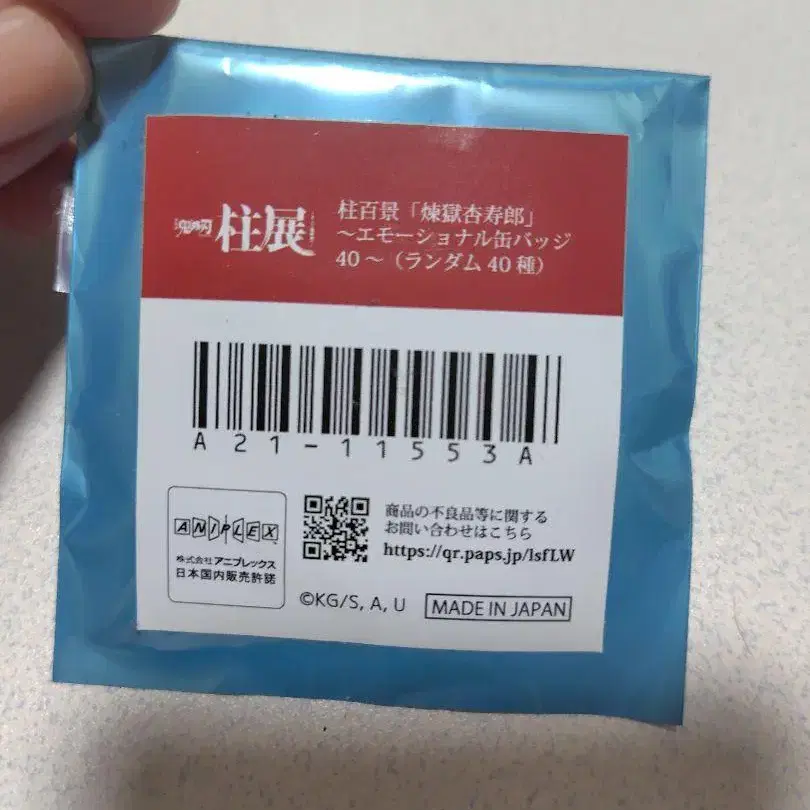 鬼滅の刃 柱展
柱百景「煉獄杏寿郎」
～エモーショナル缶バッジ
40～（ランダム40種）
A21-11553A
ANIPLEX
株式会社アニプレックス
日本国内販売許諾
商品の不良品等に関する
お問い合わせはこちら
https://qr.paps.jp/lsfLW
©KG/S, A, U
MADE IN JAPAN